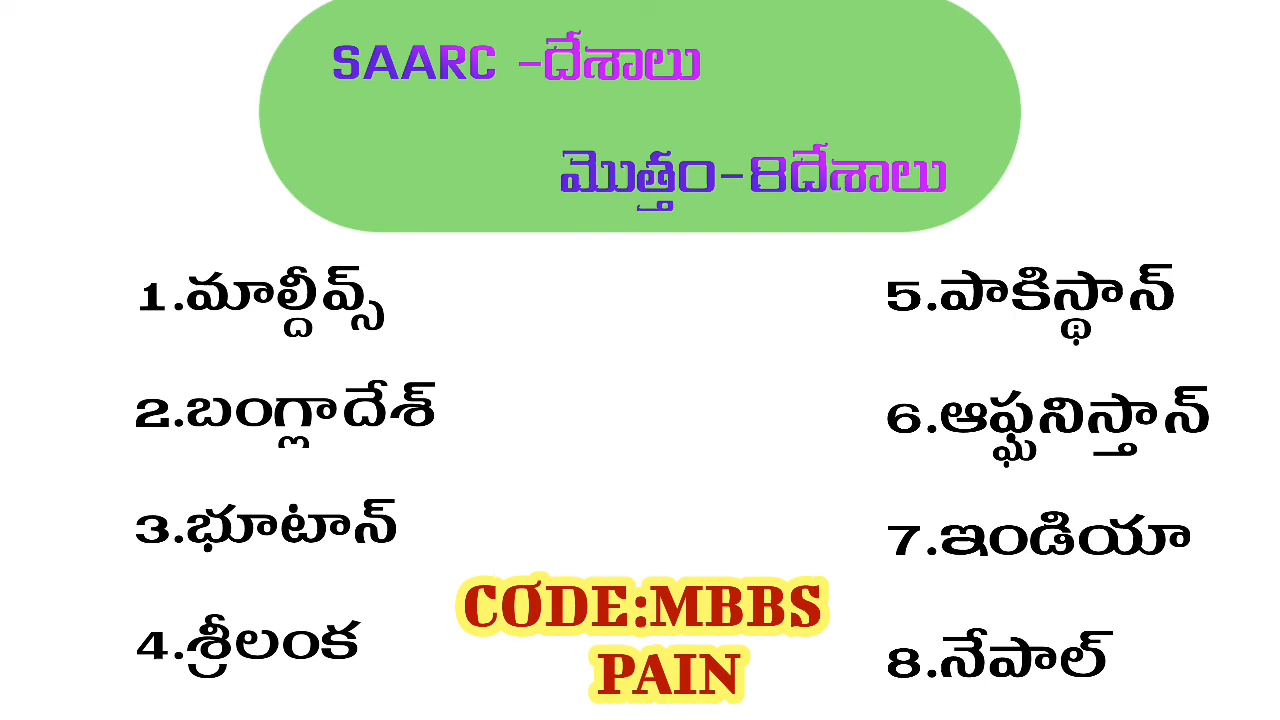 SAARC -దేశాలు
మొత్తం-8దేశాలు
1.మాల్దీవ్స్
2.బంగ్లాదేశ్
3.భూటాన్
4.శ్రీలంక
5.పాకిస్థాన్
6.ఆఫ్ఘనిస్తాన్
7.ఇండియా
8.నేపాల్
CODE:MBBS
PAIN